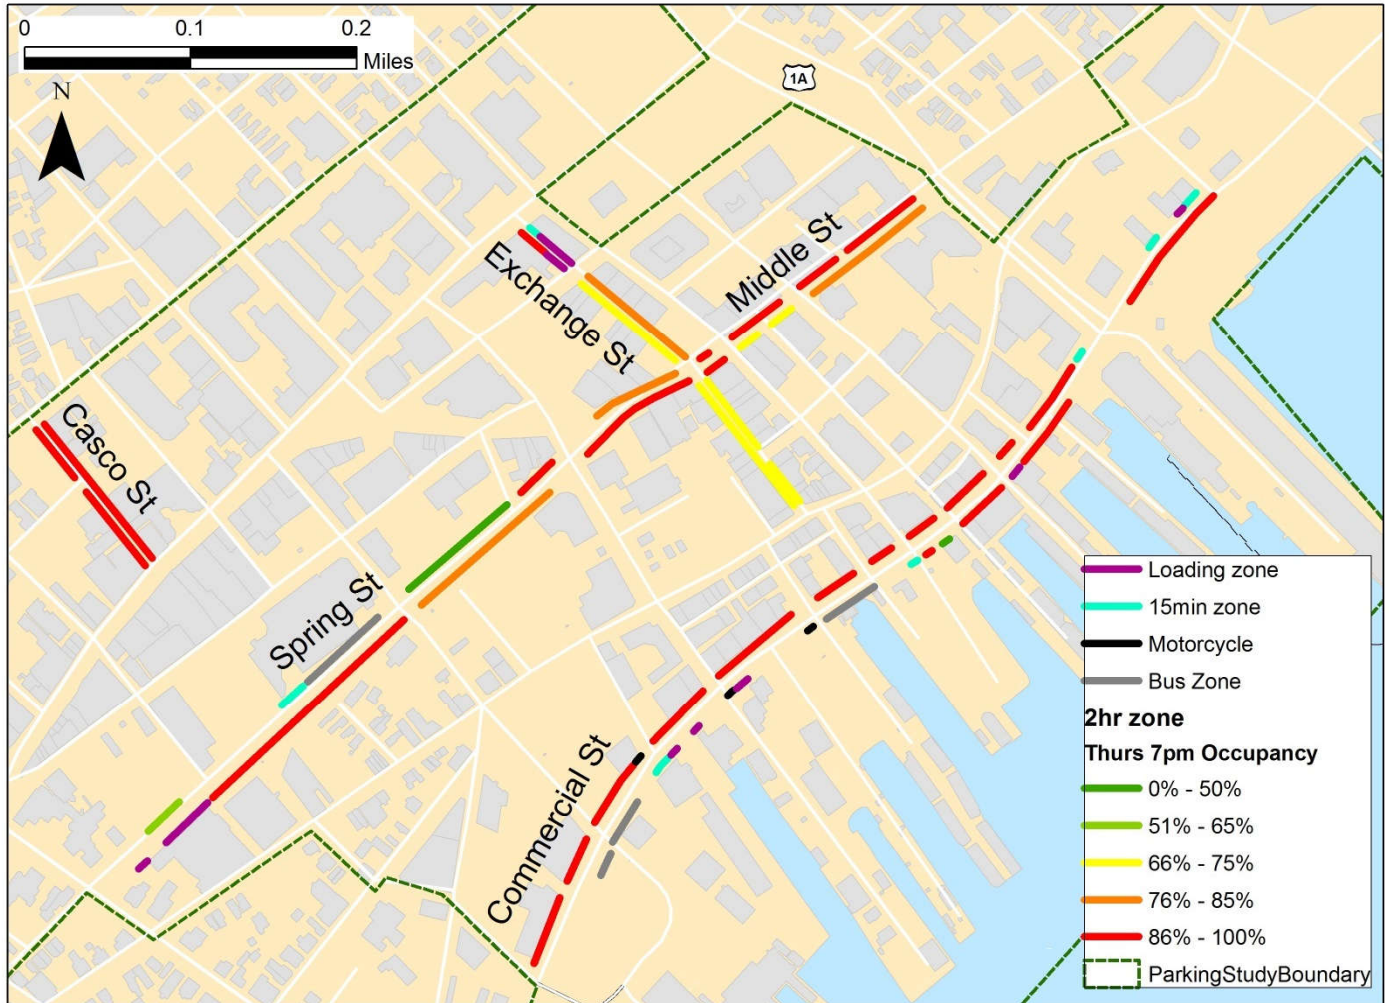 0 0.1 0.2
Miles
N
1A
Middle St
Exchange St
Casco St
Spring St
Commercial St
Loading zone
15min zone
Motorcycle
Bus Zone
2hr zone
Thurs 7pm Occupancy
0% - 50%
51% - 65%
66% - 75%
76% - 85%
86% - 100%
ParkingStudyBoundary